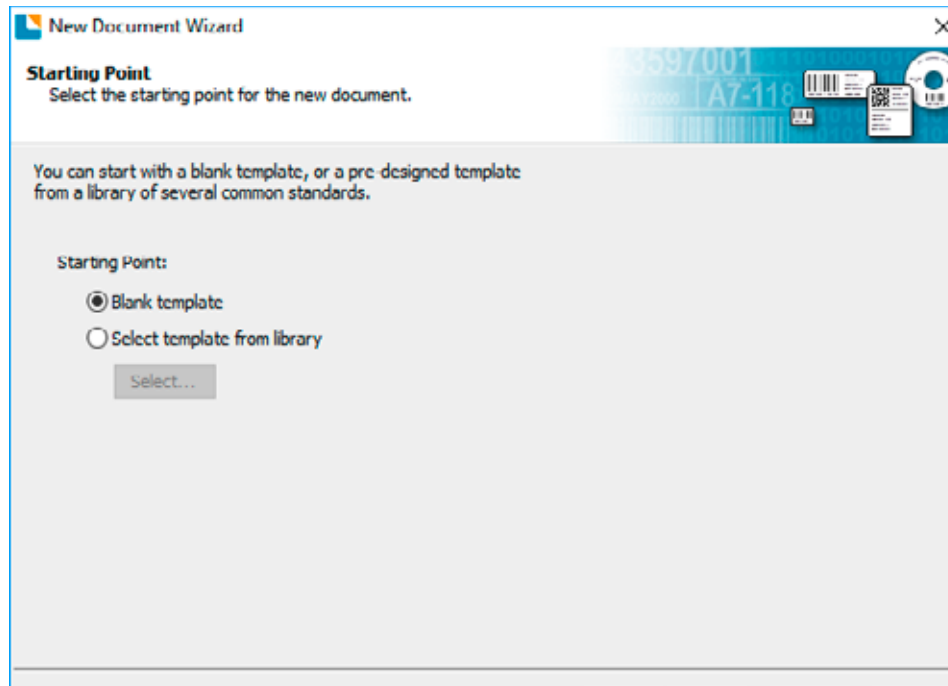 New Document Wizard
Starting Point
Select the starting point for the new document.
3597001
A7-118
You can start with a blank template, or a pre-designed template
from a library of several common standards.
Starting Point:
Blank template
Select template from library
Select...